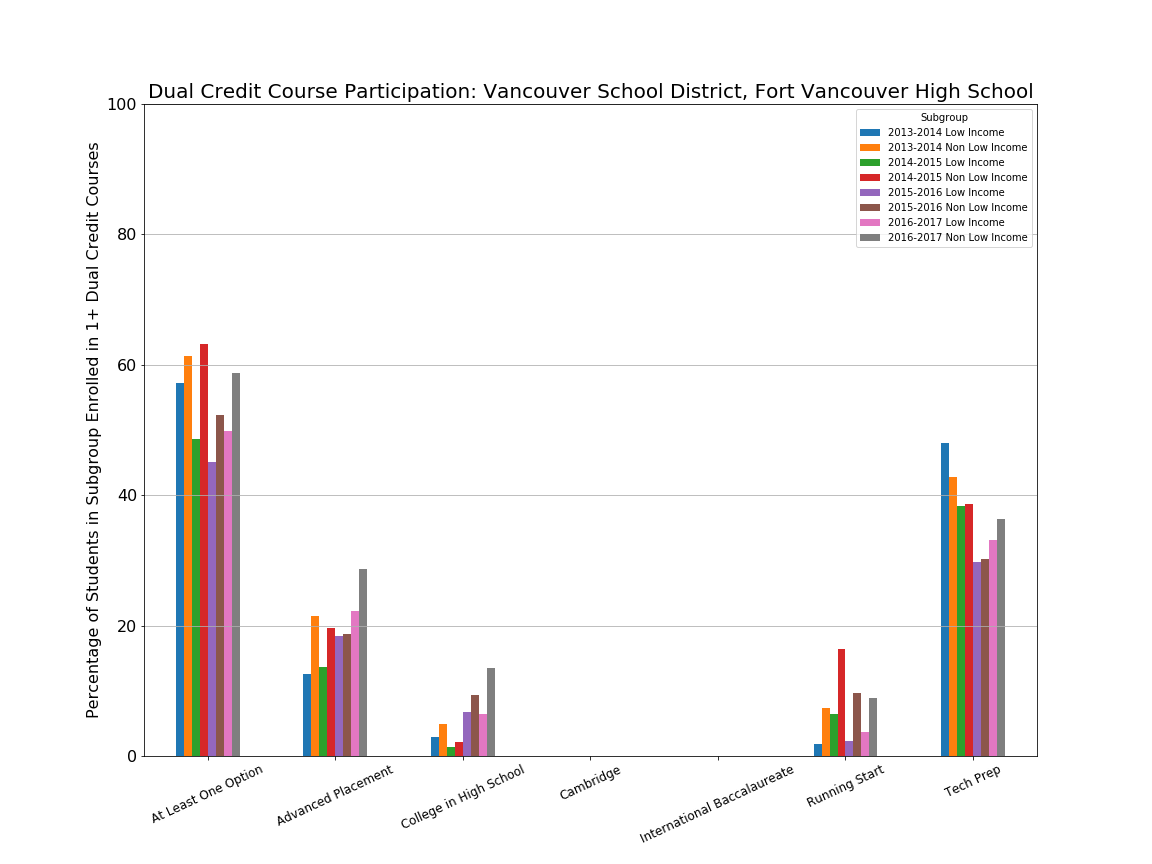 Dual Credit Course Participation: Vancouver School District, Fort Vancouver High School
Percentage of Students in Subgroup Enrolled in 1+ Dual Credit Courses
100
80
60
40
20
0
Subgroup
2013-2014 Low Income
2013-2014 Non Low Income
2014-2015 Low Income
2014-2015 Non Low Income
2015-2016 Low Income
2015-2016 Non Low Income
2016-2017 Low Income
2016-2017 Non Low Income
At Least One Option
Advanced Placement
College in High School
Cambridge
International Baccalaureate
Running Start
Tech Prep